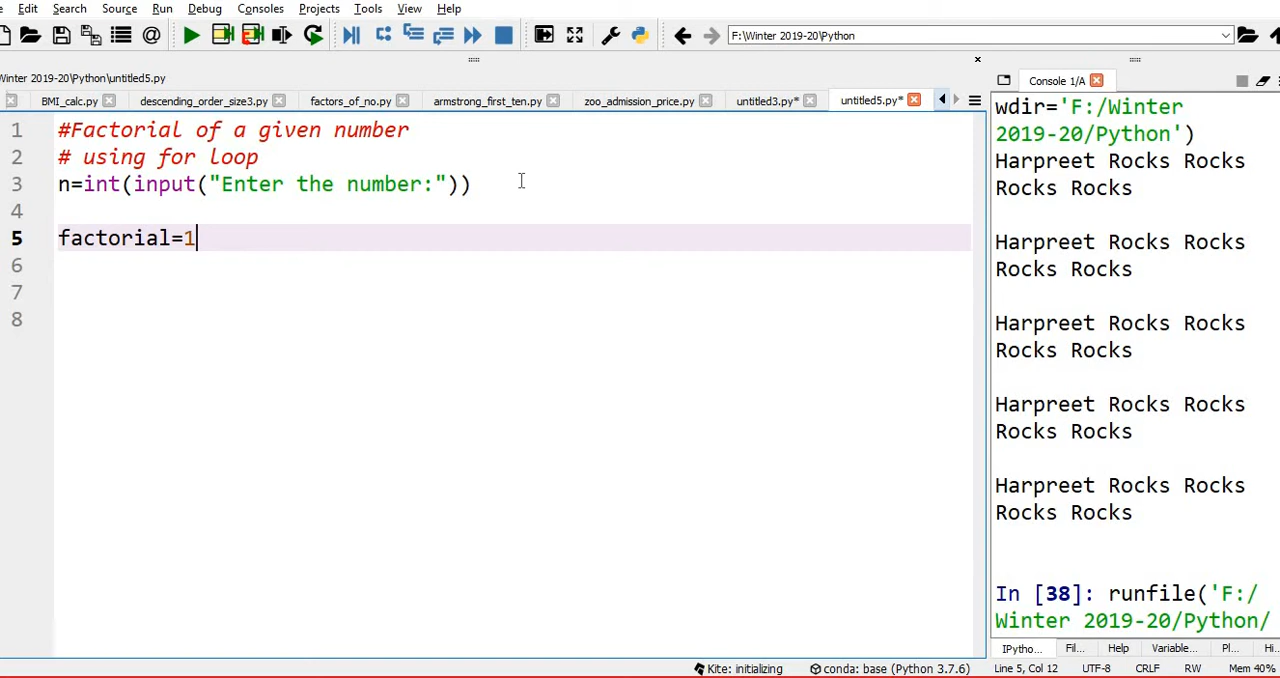 Edit Search Source Run Debug Consoles Projects Tools View Help
F:\Winter 2019-20\Python
Winter 2019-20\Python\untitled5.py
BMI_calc.py descending_order_size3.py factors_of_no.py armstrong_first_ten.py zoo_admission_price.py untitled3.py* untitled5.py*
Console 1/A
1 #Factorial of a given number
2 # using for loop
3 n=int(input("Enter the number:"))
4
5 factorial=1
6
7
8
wdir='F:/Winter
2019-20/Python')
Harpreet Rocks Rocks
Rocks Rocks
Harpreet Rocks Rocks
Rocks Rocks
Harpreet Rocks Rocks
Rocks Rocks
Harpreet Rocks Rocks
Rocks Rocks
Harpreet Rocks Rocks
Rocks Rocks
In [38]: runfile('F:/
Winter 2019-20/Python/
IPytho... Fil... Help Variable... Pl... Hi...
Kite: initializing conda: base (Python 3.7.6) Line 5, Col 12 UTF-8 CRLF RW Mem 40%